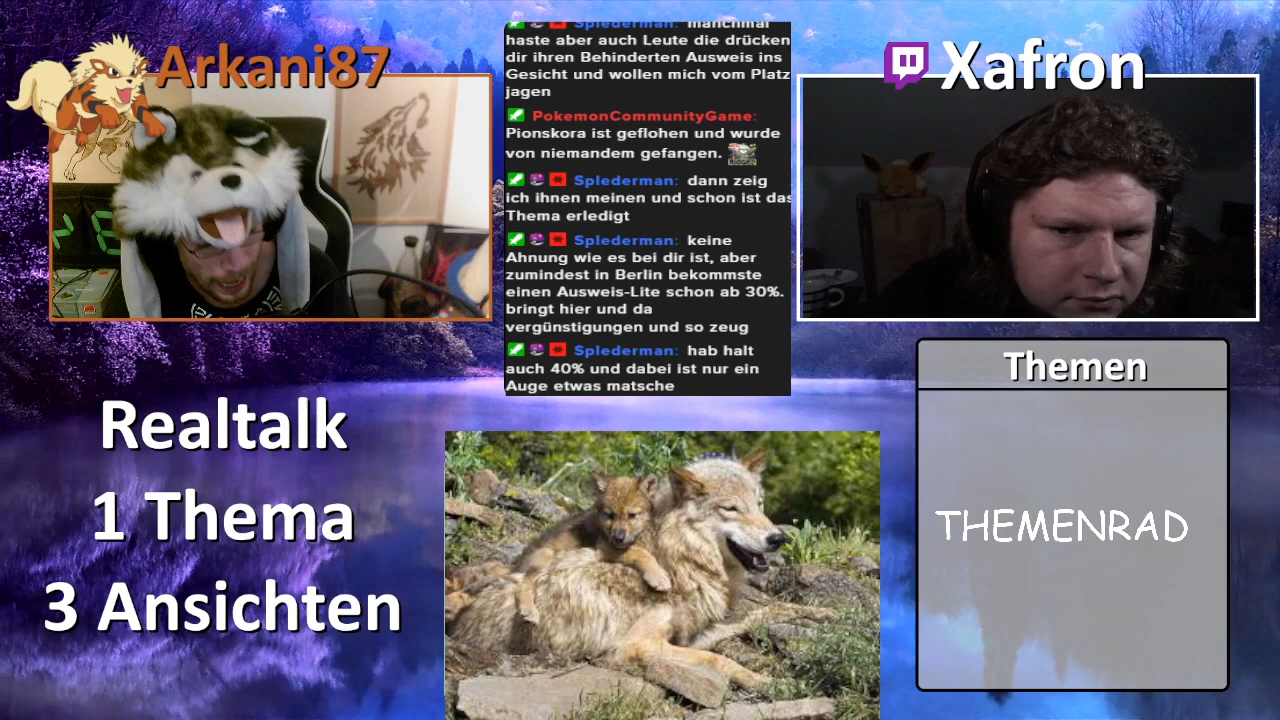 Arkani87
Splederman: manchmal
haste aber auch Leute die drücken
dir ihren Behinderten Ausweis ins
Gesicht und wollen mich vom Platz
jagen
PokemonCommunityGame:
Pionskora ist geflohen und wurde
von niemandem gefangen.
Splederman: dann zeig
ich ihnen meinen und schon ist das
Thema erledigt
Splederman: keine
Ahnung wie es bei dir ist, aber
zumindest in Berlin bekommste
einen Ausweis-Lite schon ab 30%.
bringt hier und da
vergünstigungen und so zeug
Splederman: hab halt
auch 40% und dabei ist nur ein
Auge etwas matsche
Xafron
Realtalk
1 Thema
3 Ansichten
Themen
THEMENRAD